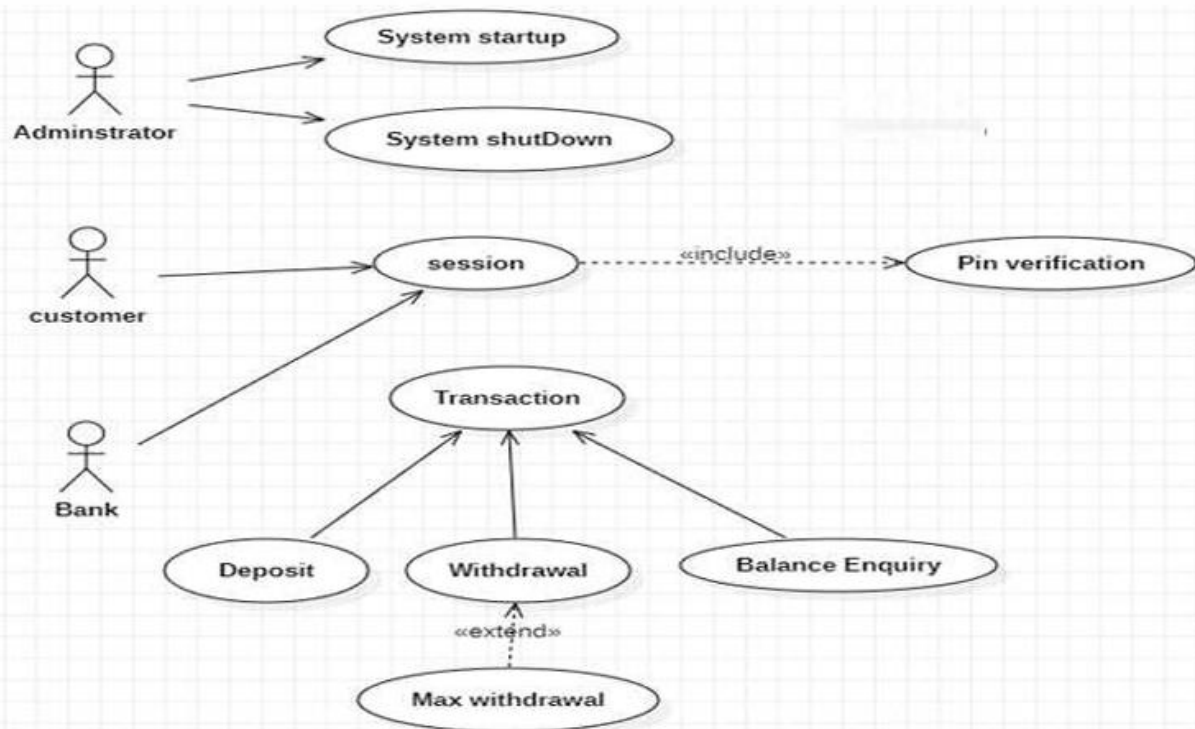 System startup
Adminstrator
System shutDown
customer
session
«include»
Pin verification
Transaction
Bank
Deposit
Withdrawal
Balance Enquiry
«extend»
Max withdrawal